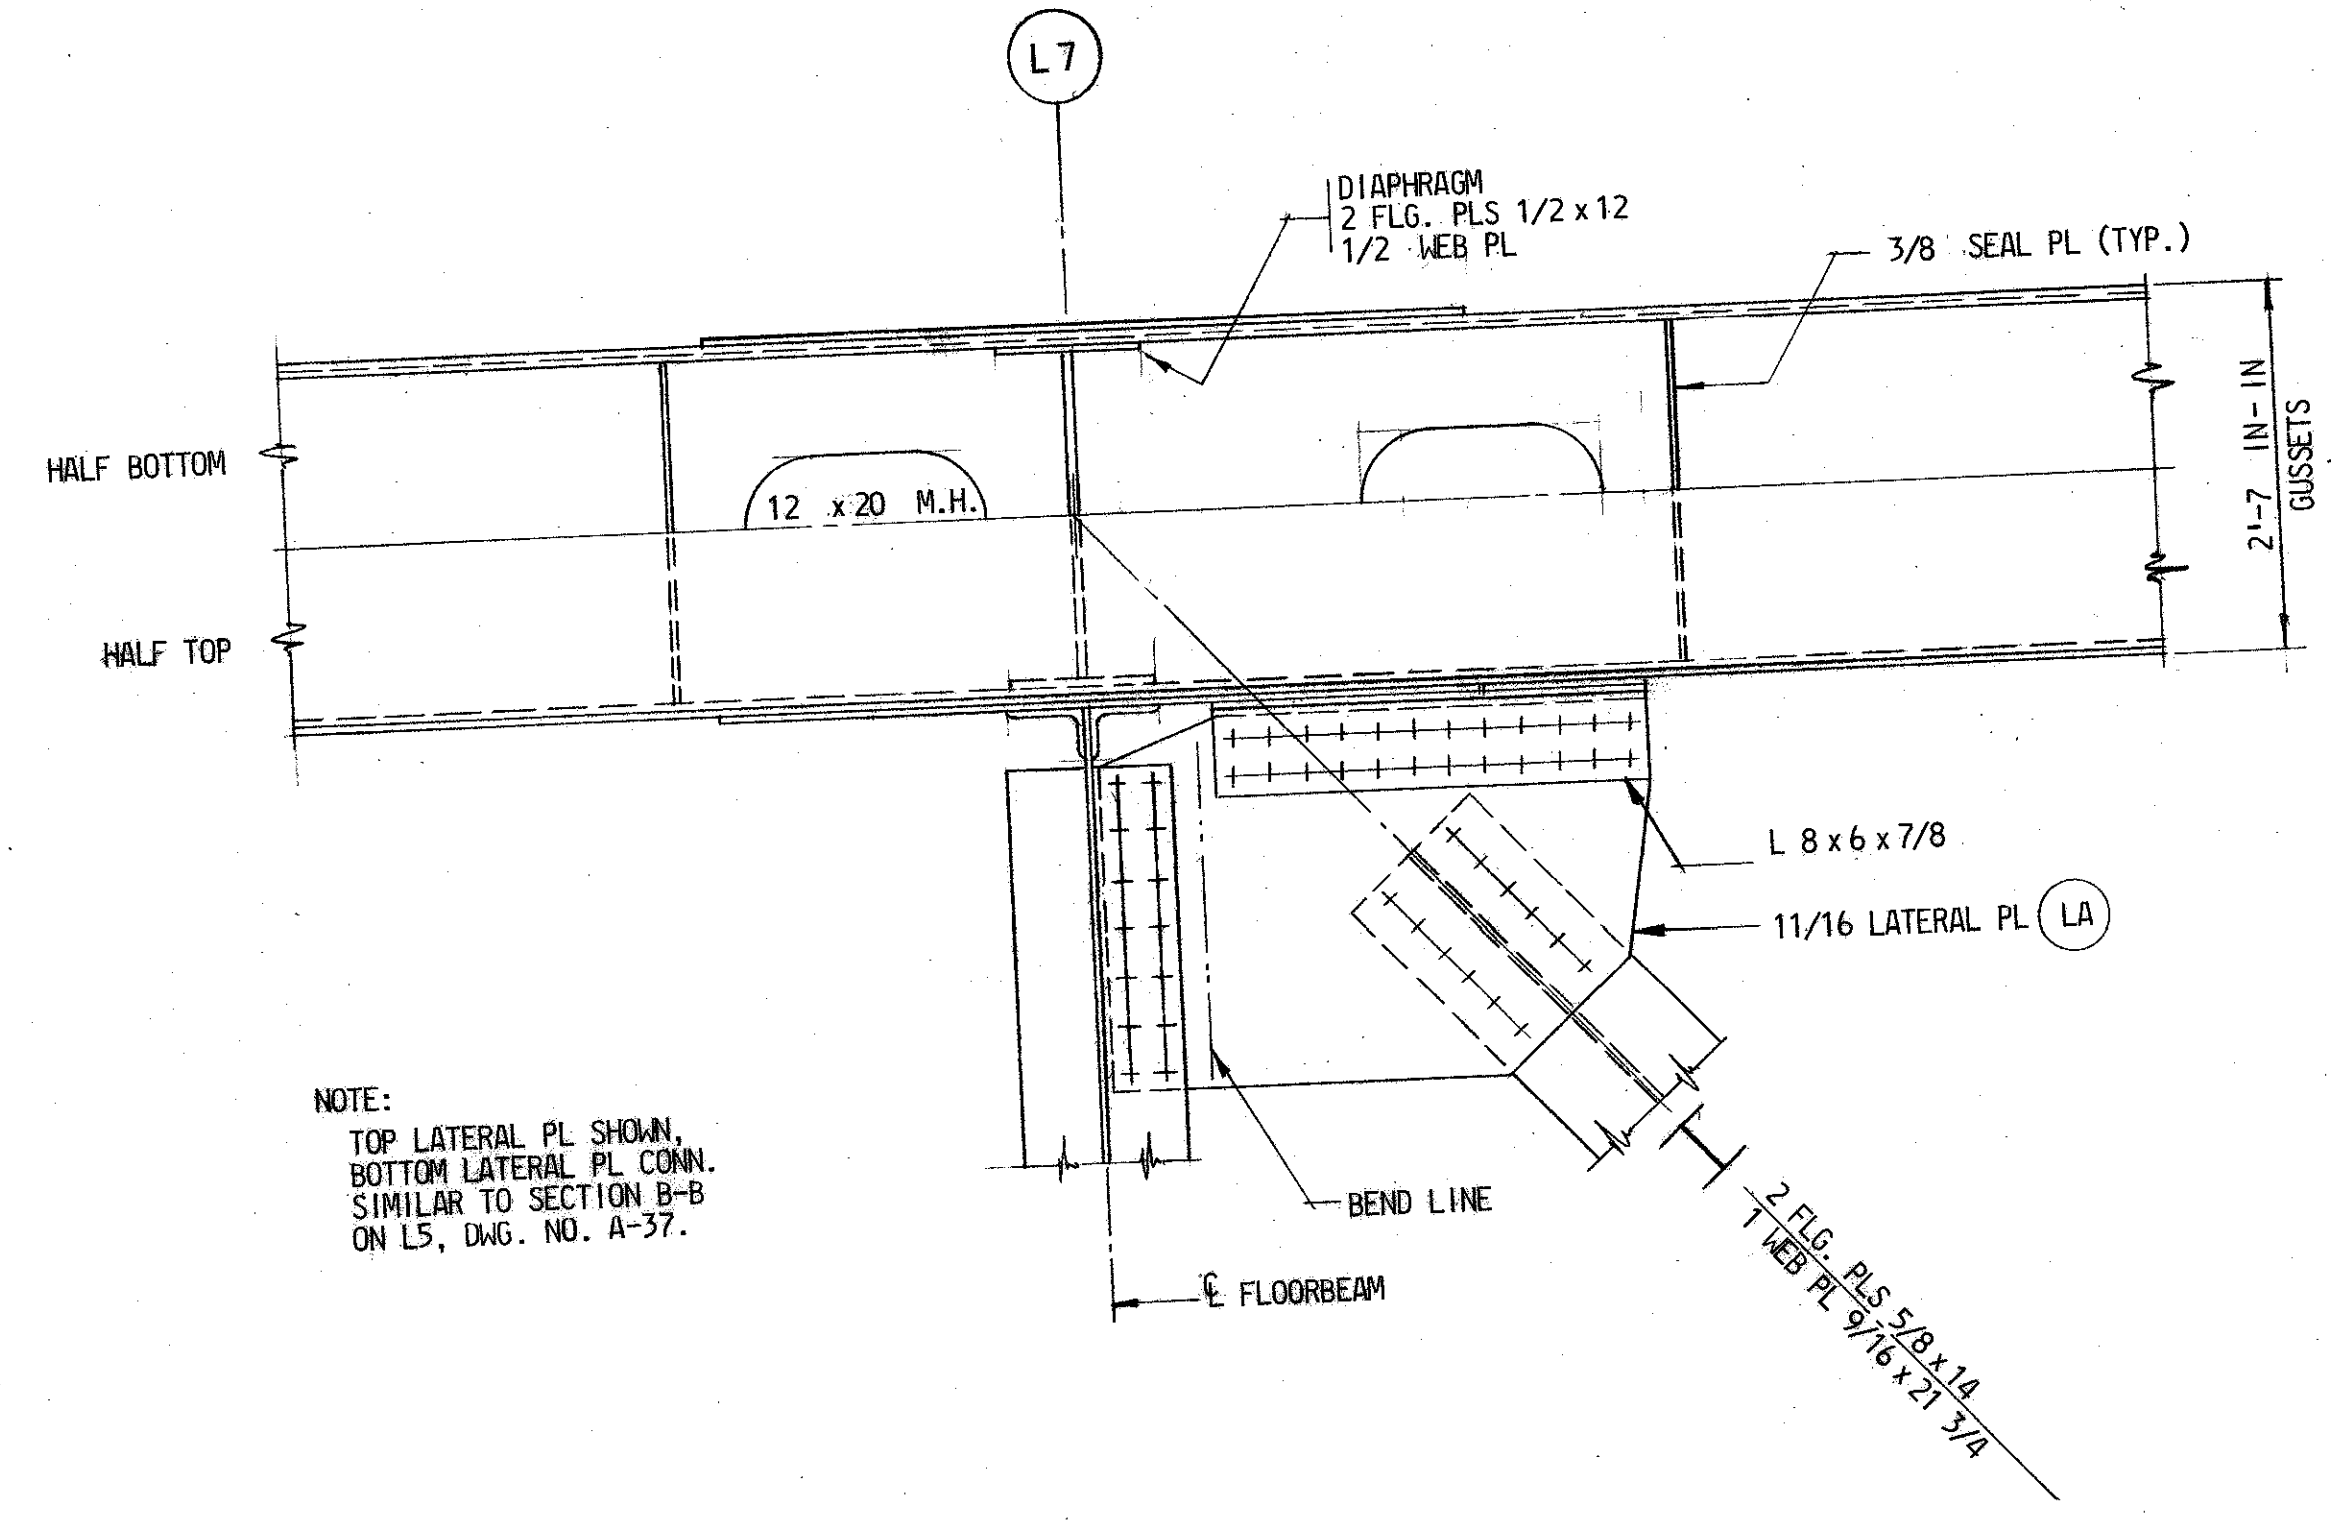 L7
DIAPHRAGM
2 FLG. PLS 1/2 x 12
1/2 WEB PL
3/8 SEAL PL (TYP.)
HALF BOTTOM
12 x 20 M.H.
2'-7 IN-IN
GUSSETS
HALF TOP
L 8 x 6 x 7/8
11/16 LATERAL PL LA
NOTE:
TOP LATERAL PL SHOWN,
BOTTOM LATERAL PL CONN.
SIMILAR TO SECTION B-B
ON L5, DWG. NO. A-37.
BEND LINE
℄ FLOORBEAM
2 FLG. PLS 5/8 x 14
1 WEB PL 9/16 x 21 3/4